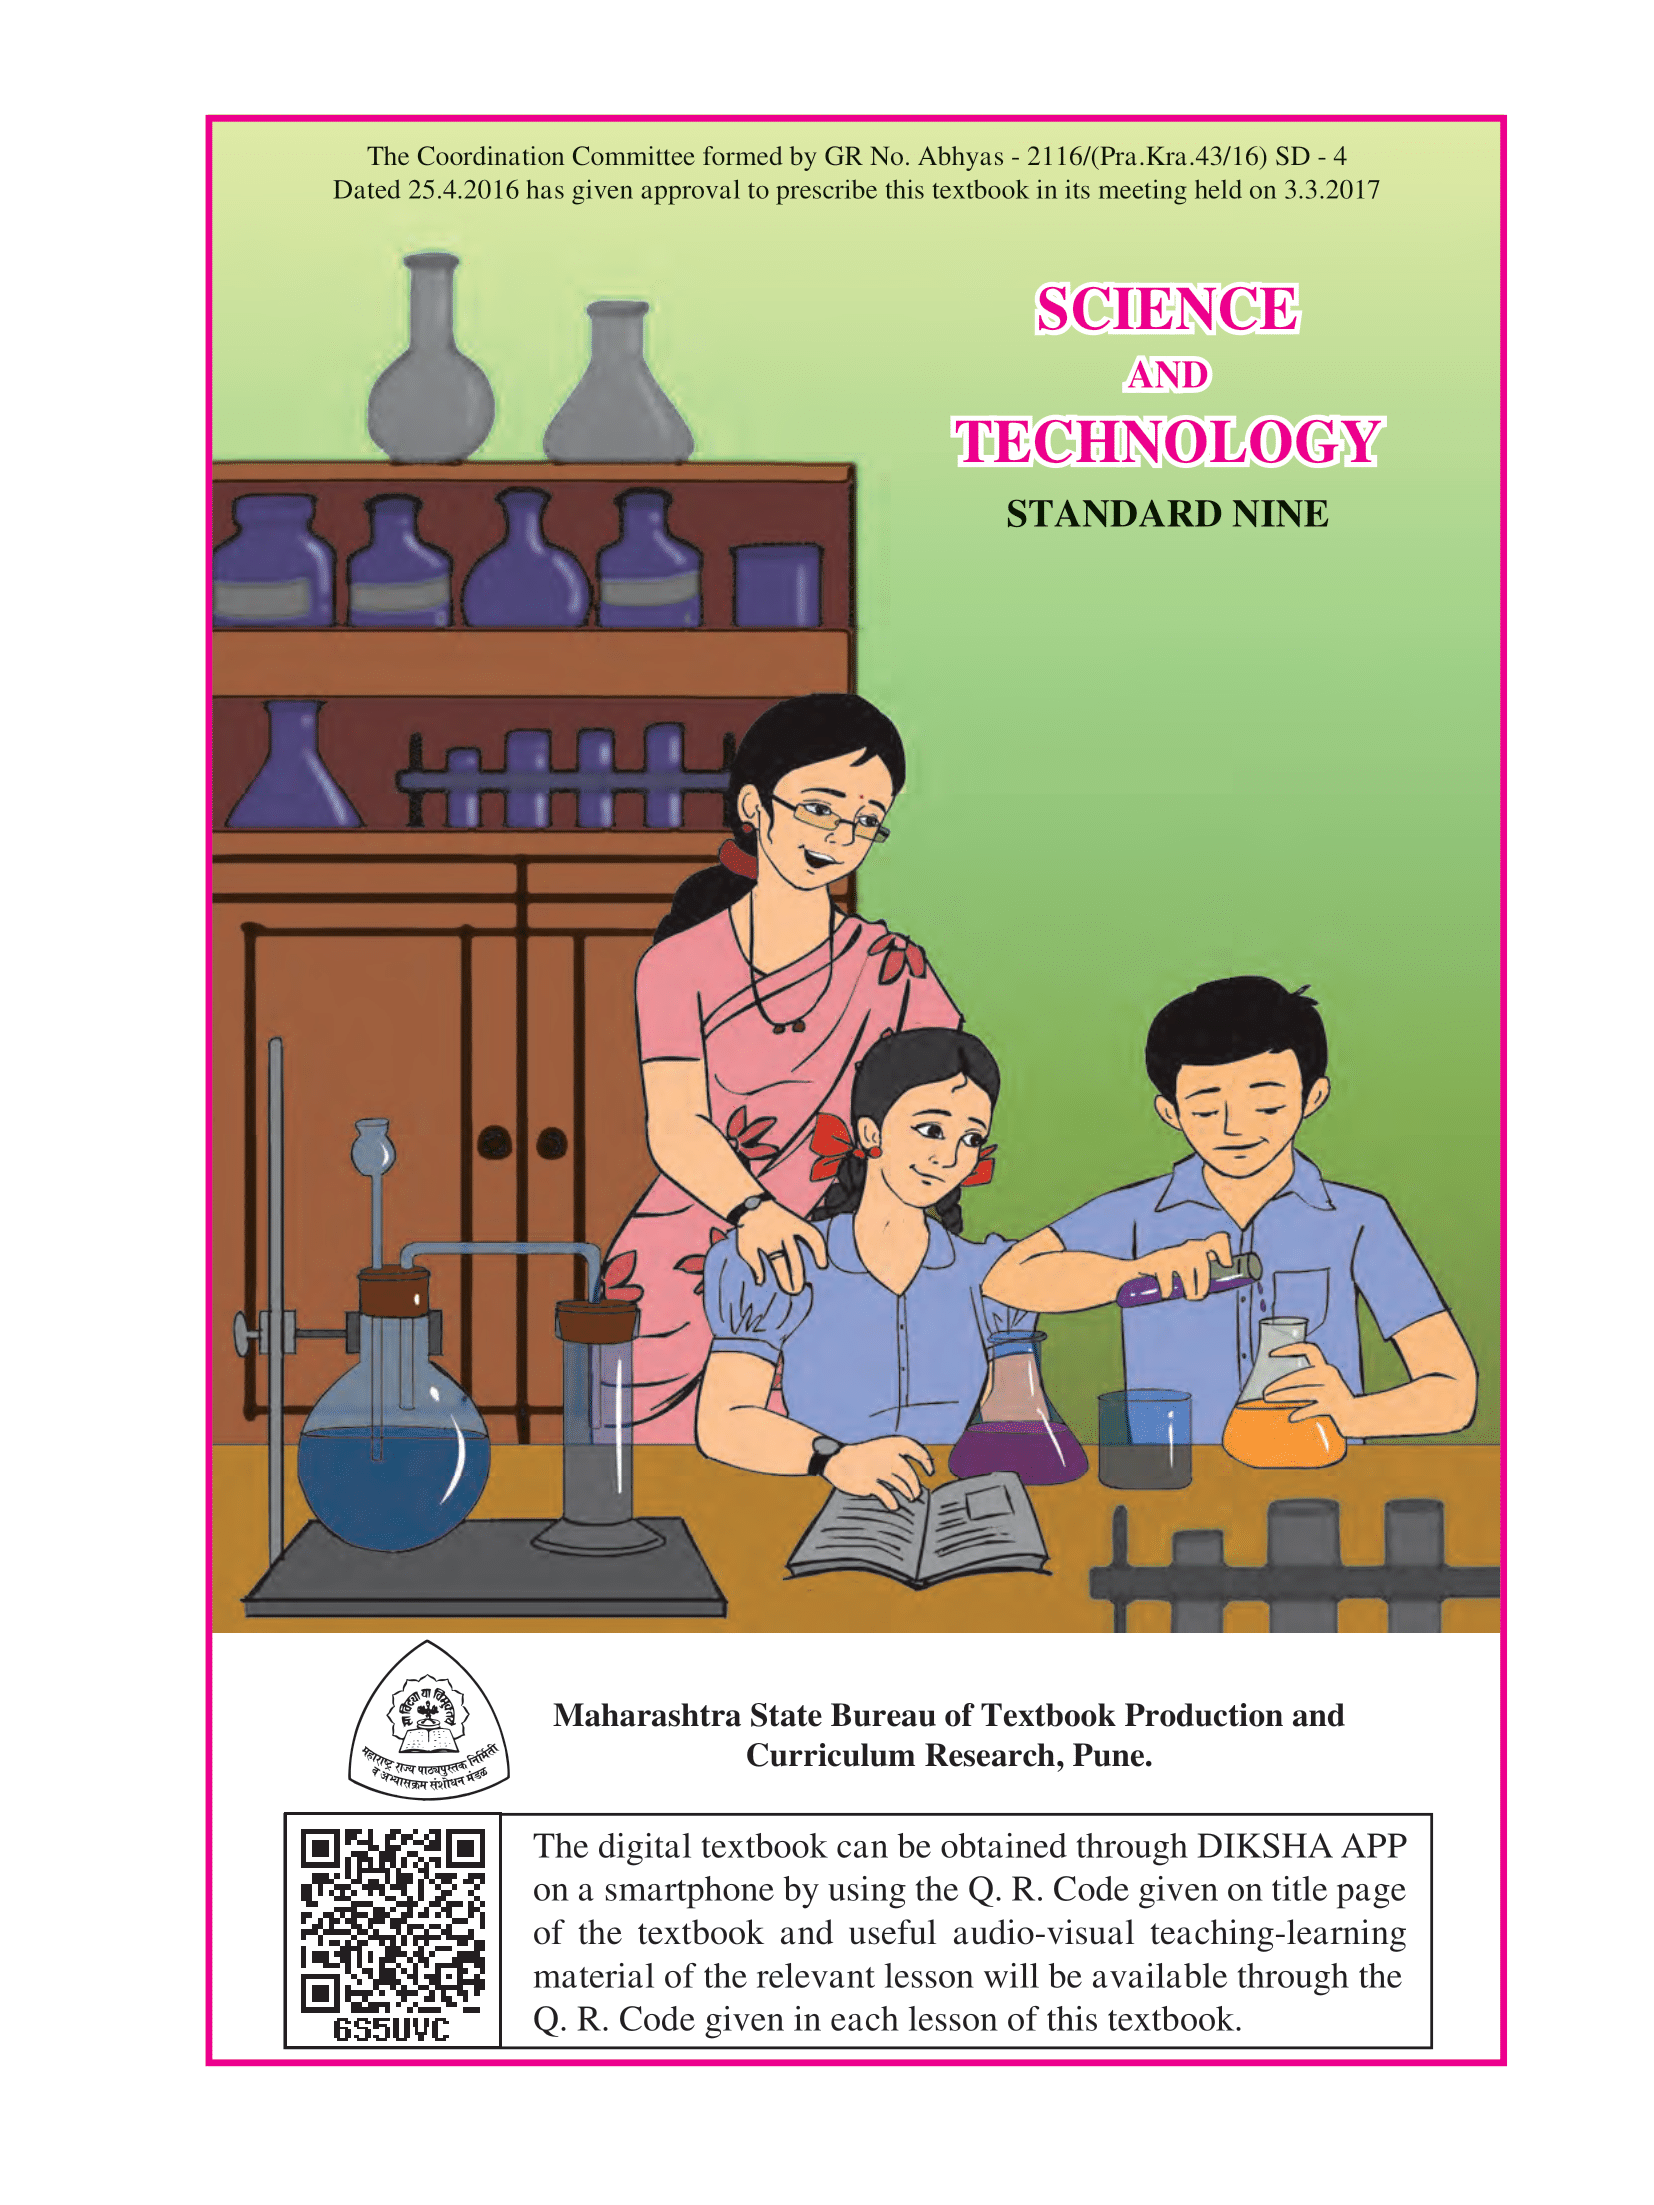 The Coordination Committee formed by GR No. Abhyas - 2116/(Pra.Kra.43/16) SD - 4
Dated 25.4.2016 has given approval to prescribe this textbook in its meeting held on 3.3.2017
SCIENCE
AND
TECHNOLOGY
STANDARD NINE
सा विद्या या विमुक्तये
महाराष्ट्र राज्य पाठ्यपुस्तक निर्मिती
व अभ्यासक्रम संशोधन मंडळ
Maharashtra State Bureau of Textbook Production and
Curriculum Research, Pune.
6S5UVC
The digital textbook can be obtained through DIKSHA APP
on a smartphone by using the Q. R. Code given on title page
of the textbook and useful audio-visual teaching-learning
material of the relevant lesson will be available through the
Q. R. Code given in each lesson of this textbook.